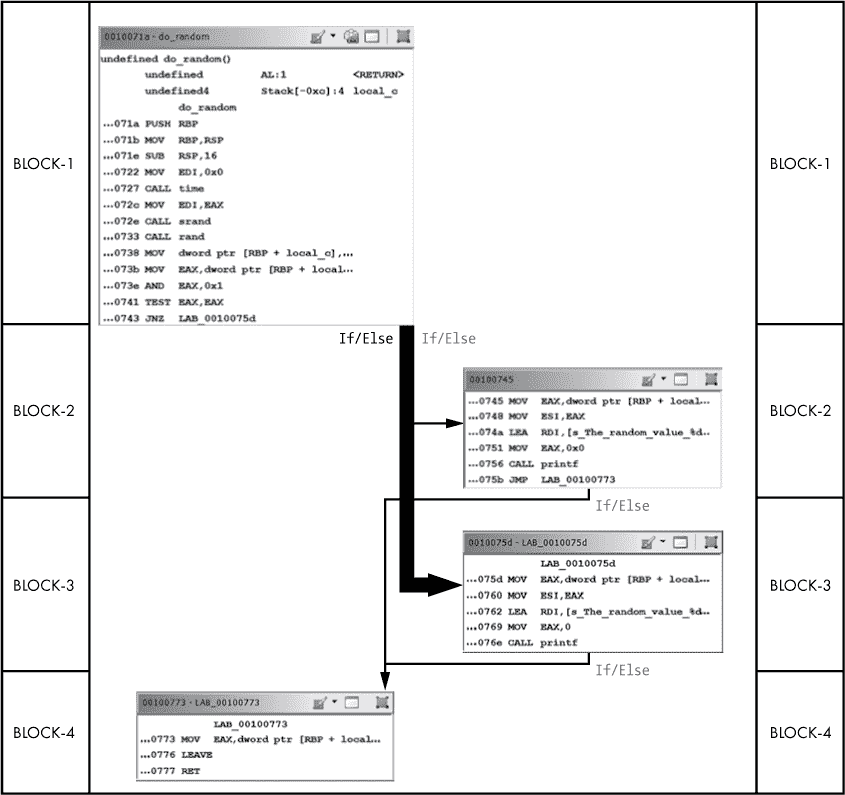 BLOCK-1
BLOCK-2
BLOCK-3
BLOCK-4
0010071a - do_random
undefined do_random()
undefined AL:1 <RETURN>
undefined4 Stack[-0xc]:4 local_c
do_random
...071a PUSH RBP
...071b MOV RBP,RSP
...071e SUB RSP,16
...0722 MOV EDI,0x0
...0727 CALL time
...072c MOV EDI,EAX
...072e CALL srand
...0733 CALL rand
...0738 MOV dword ptr [RBP + local_c],...
...073b MOV EAX,dword ptr [RBP + local...
...073e AND EAX,0x1
...0741 TEST EAX,EAX
...0743 JNZ LAB_0010075d
If/Else If/Else
00100745
...0745 MOV EAX,dword ptr [RBP + local...
...0748 MOV ESI,EAX
...074a LEA RDI,[s_The_random_value_%d...
...0751 MOV EAX,0x0
...0756 CALL printf
...075b JMP LAB_00100773
If/Else
0010075d - LAB_0010075d
LAB_0010075d
...075d MOV EAX,dword ptr [RBP + local...
...0760 MOV ESI,EAX
...0762 LEA RDI,[s_The_random_value_%d...
...0769 MOV EAX,0
...076e CALL printf
If/Else
00100773 - LAB_00100773
LAB_00100773
...0773 MOV EAX,dword ptr [RBP + local...
...0776 LEAVE
...0777 RET
BLOCK-1
BLOCK-2
BLOCK-3
BLOCK-4